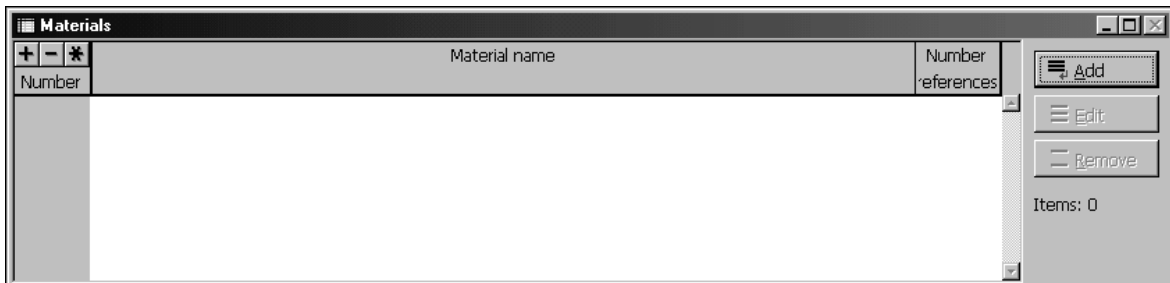 Materials
+ - *
Material name
Number
Number
references
Add
Edit
Remove
Items: 0